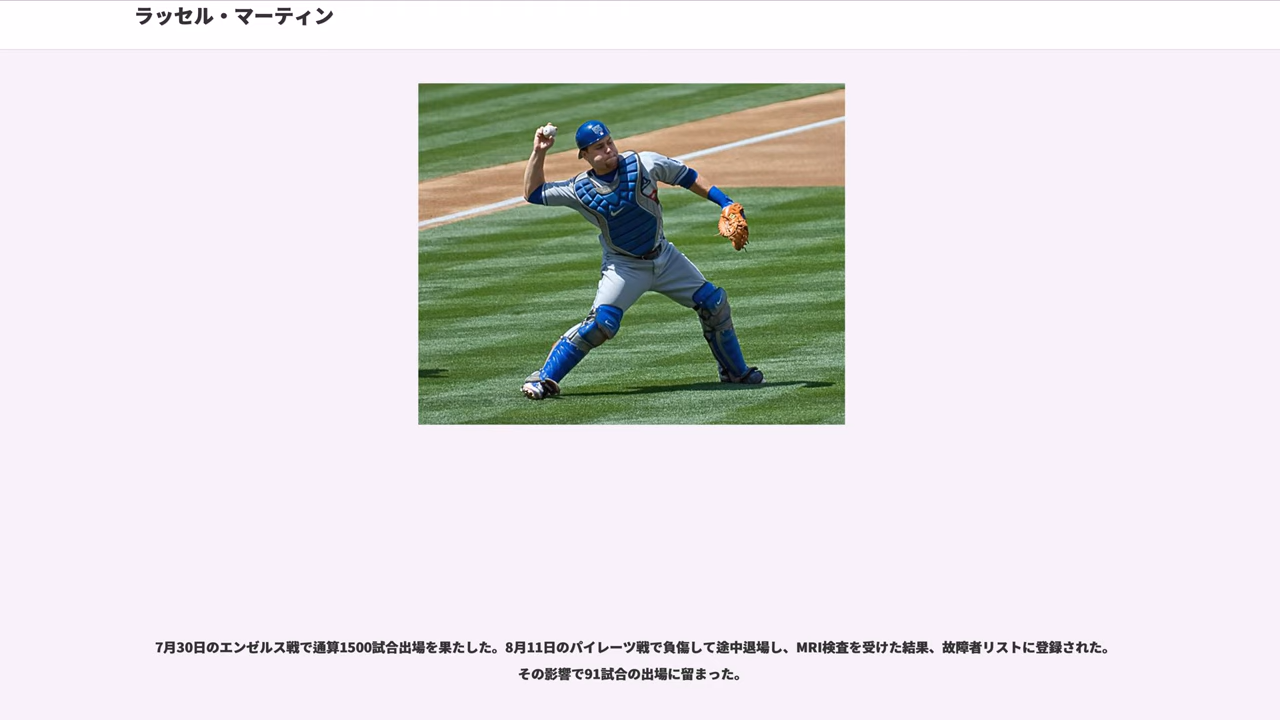 ラッセル・マーティン
7月30日のエンゼルス戦で通算1500試合出場を果たした。8月11日のパイレーツ戦で負傷して途中退場し、MRI検査を受けた結果、故障者リストに登録された。
その影響で91試合の出場に留まった。